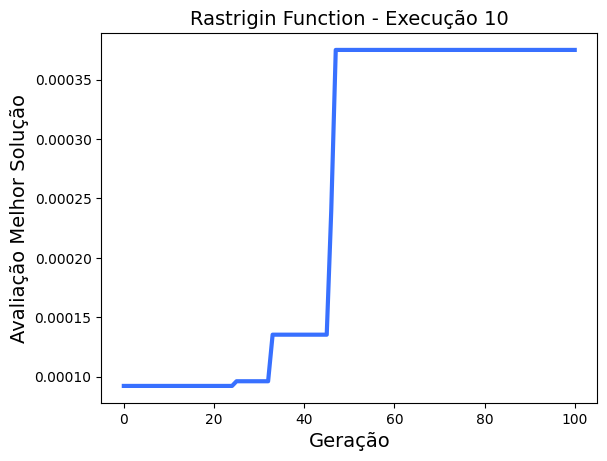 Rastrigin Function - Execução 10
Avaliação Melhor Solução
0.00035
0.00030
0.00025
0.00020
0.00015
0.00010
0 20 40 60 80 100
Geração